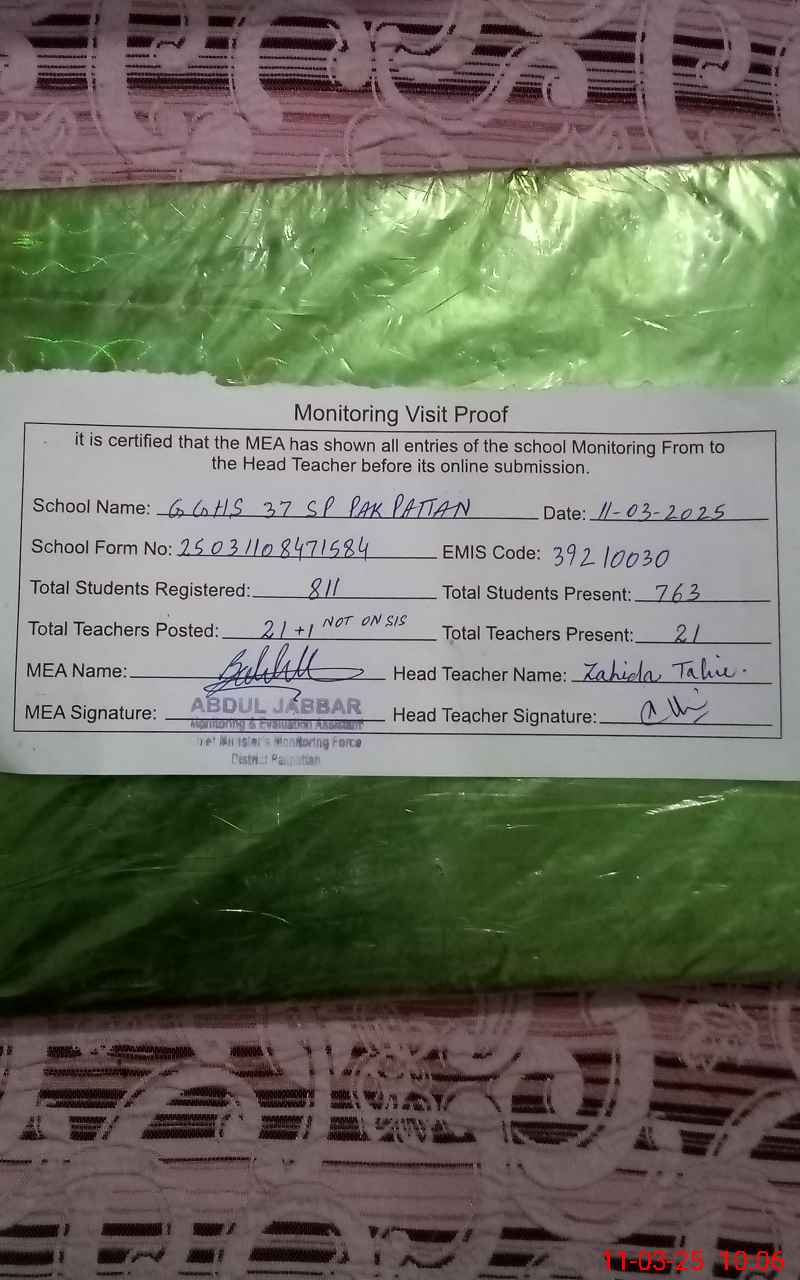 Monitoring Visit Proof
it is certified that the MEA has shown all entries of the school Monitoring From to
the Head Teacher before its online submission.
School Name: GGHS 37 SP PAKPATTAN Date: 11-03-2025
School Form No: 25031108471584 EMIS Code: 39210030
Total Students Registered: 811 Total Students Present: 763
Total Teachers Posted: 21+1 NOT ON SIS Total Teachers Present: 21
MEA Name: Head Teacher Name: Zahida
MEA Signature: Head Teacher Signature:
ABDUL JABBAR
Monitoring & Evaluation Assistant
Minister's Monitoring Force
District Pakpattan
11-03-25 10:06